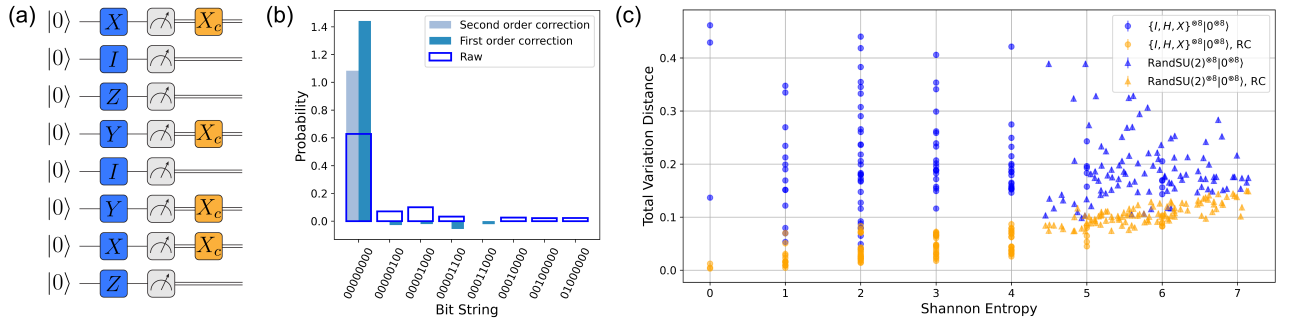 (a)
|0⟩ X X_c
|0⟩ I
|0⟩ Z
|0⟩ Y X_c
|0⟩ I
|0⟩ Y X_c
|0⟩ X X_c
|0⟩ Z
(b)
Probability
1.4
1.2
1.0
0.8
0.6
0.4
0.2
0.0
Second order correction
First order correction
Raw
00000000
00000100
00001000
00001100
00011000
00010000
00100000
01000000
Bit String
(c)
Total Variation Distance
0.4
0.3
0.2
0.1
0.0
{I, H, X}^{⊗8}|0^{⊗8}⟩
{I, H, X}^{⊗8}|0^{⊗8}⟩, RC
RandSU(2)^{⊗8}|0^{⊗8}⟩
RandSU(2)^{⊗8}|0^{⊗8}⟩, RC
0 1 2 3 4 5 6 7
Shannon Entropy